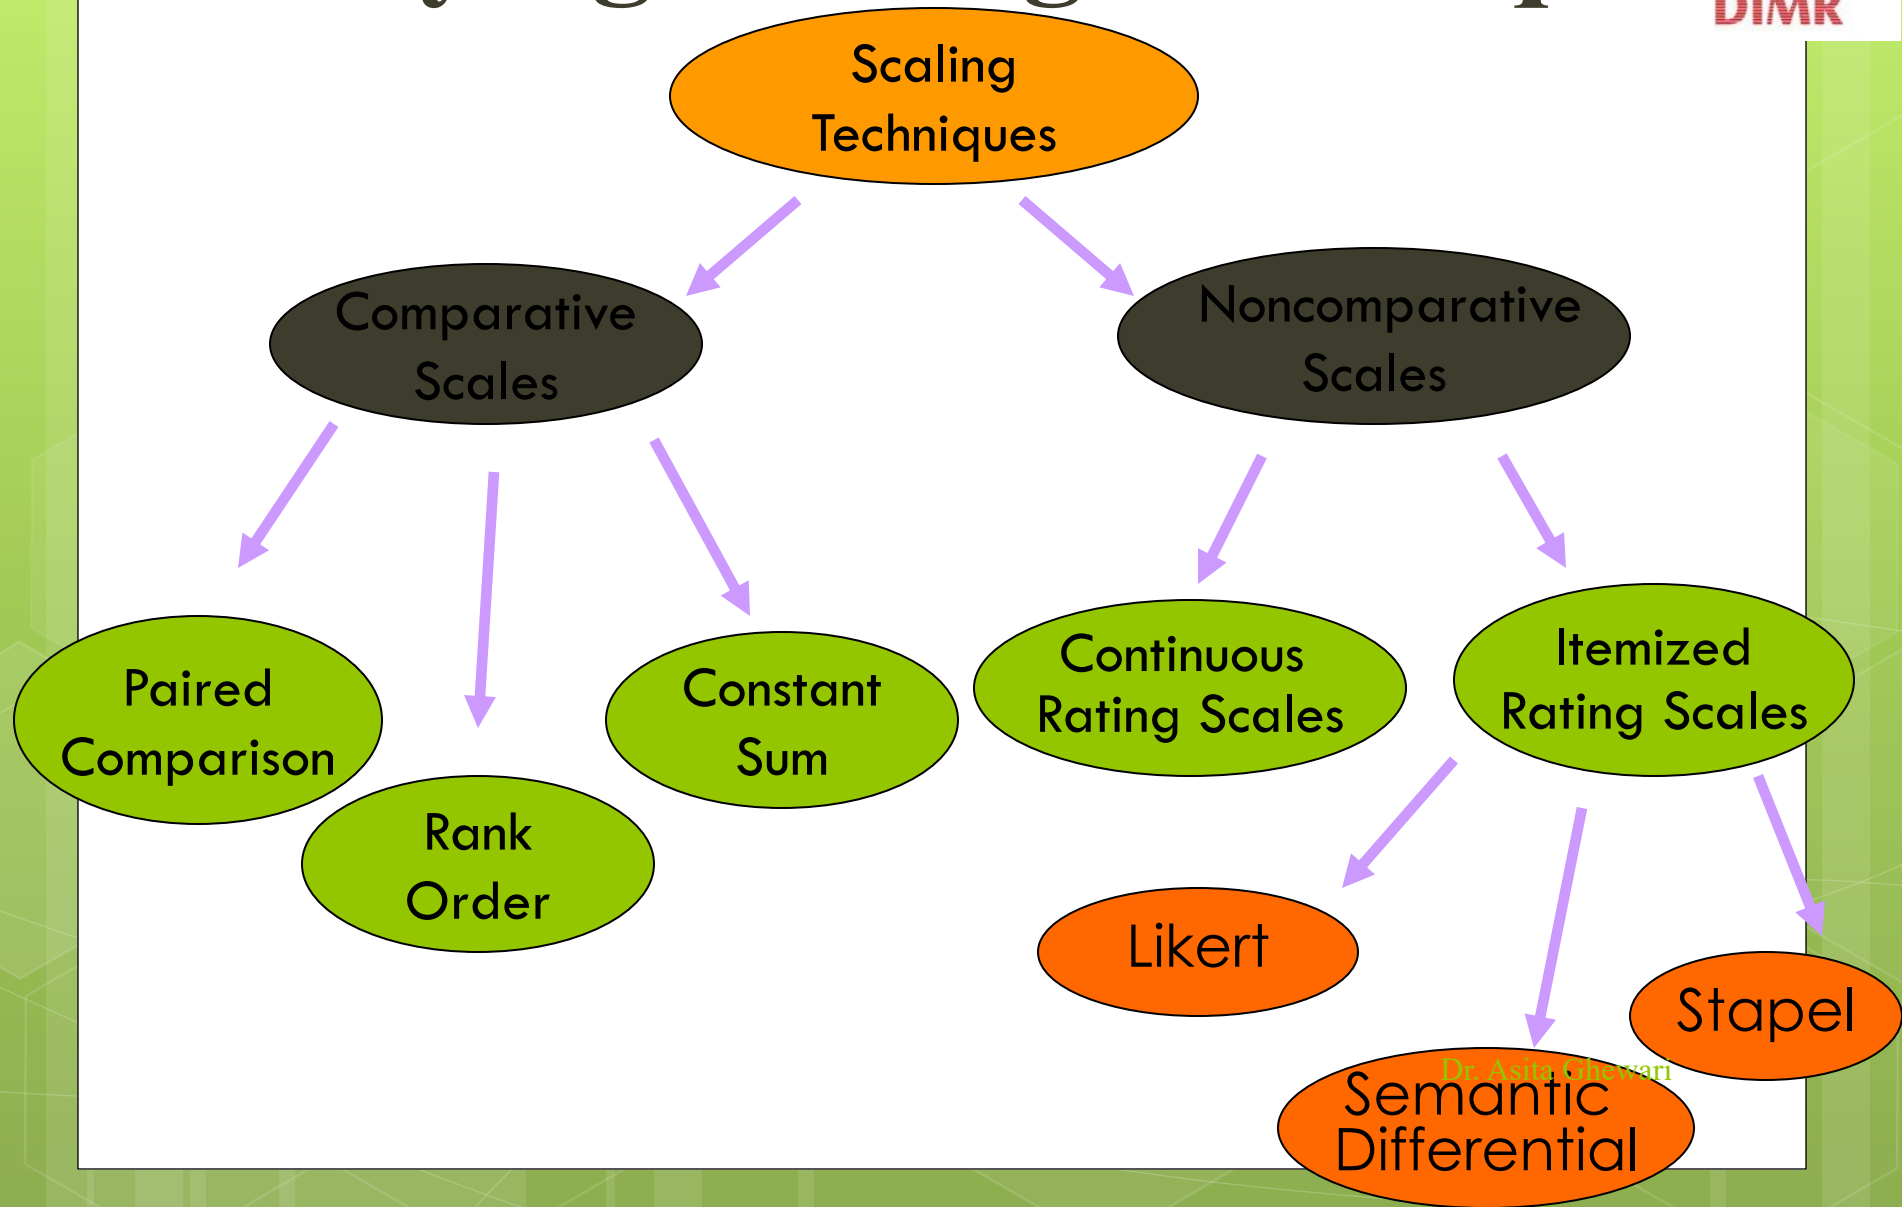 DIMR
Scaling
Techniques
Comparative
Scales
Noncomparative
Scales
Paired
Comparison
Rank
Order
Constant
Sum
Continuous
Rating Scales
Itemized
Rating Scales
Likert
Semantic
Differential
Stapel
Dr. Asita Ghewari